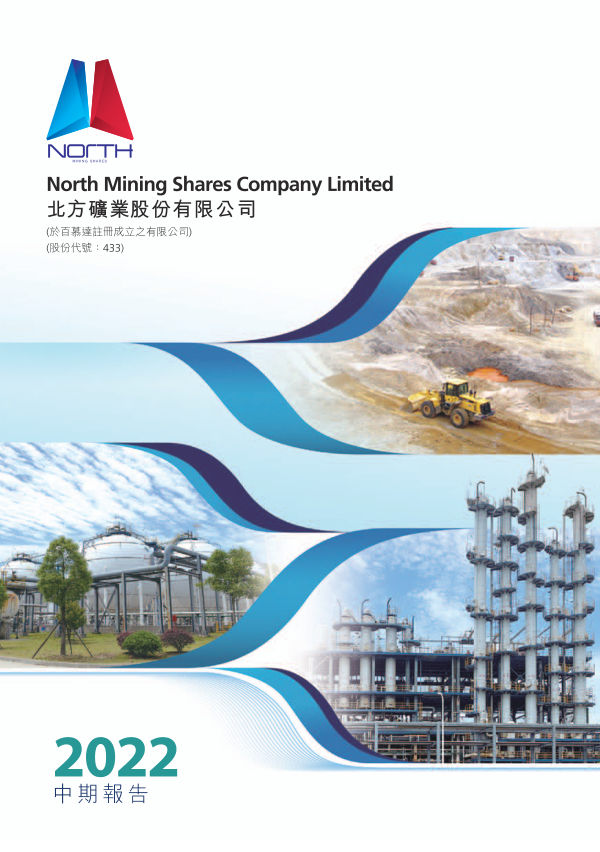 NORTH
MINING SHARES
North Mining Shares Company Limited
北方礦業股份有限公司
(於百慕達註冊成立之有限公司)
(股份代號：433)
2022
中期報告